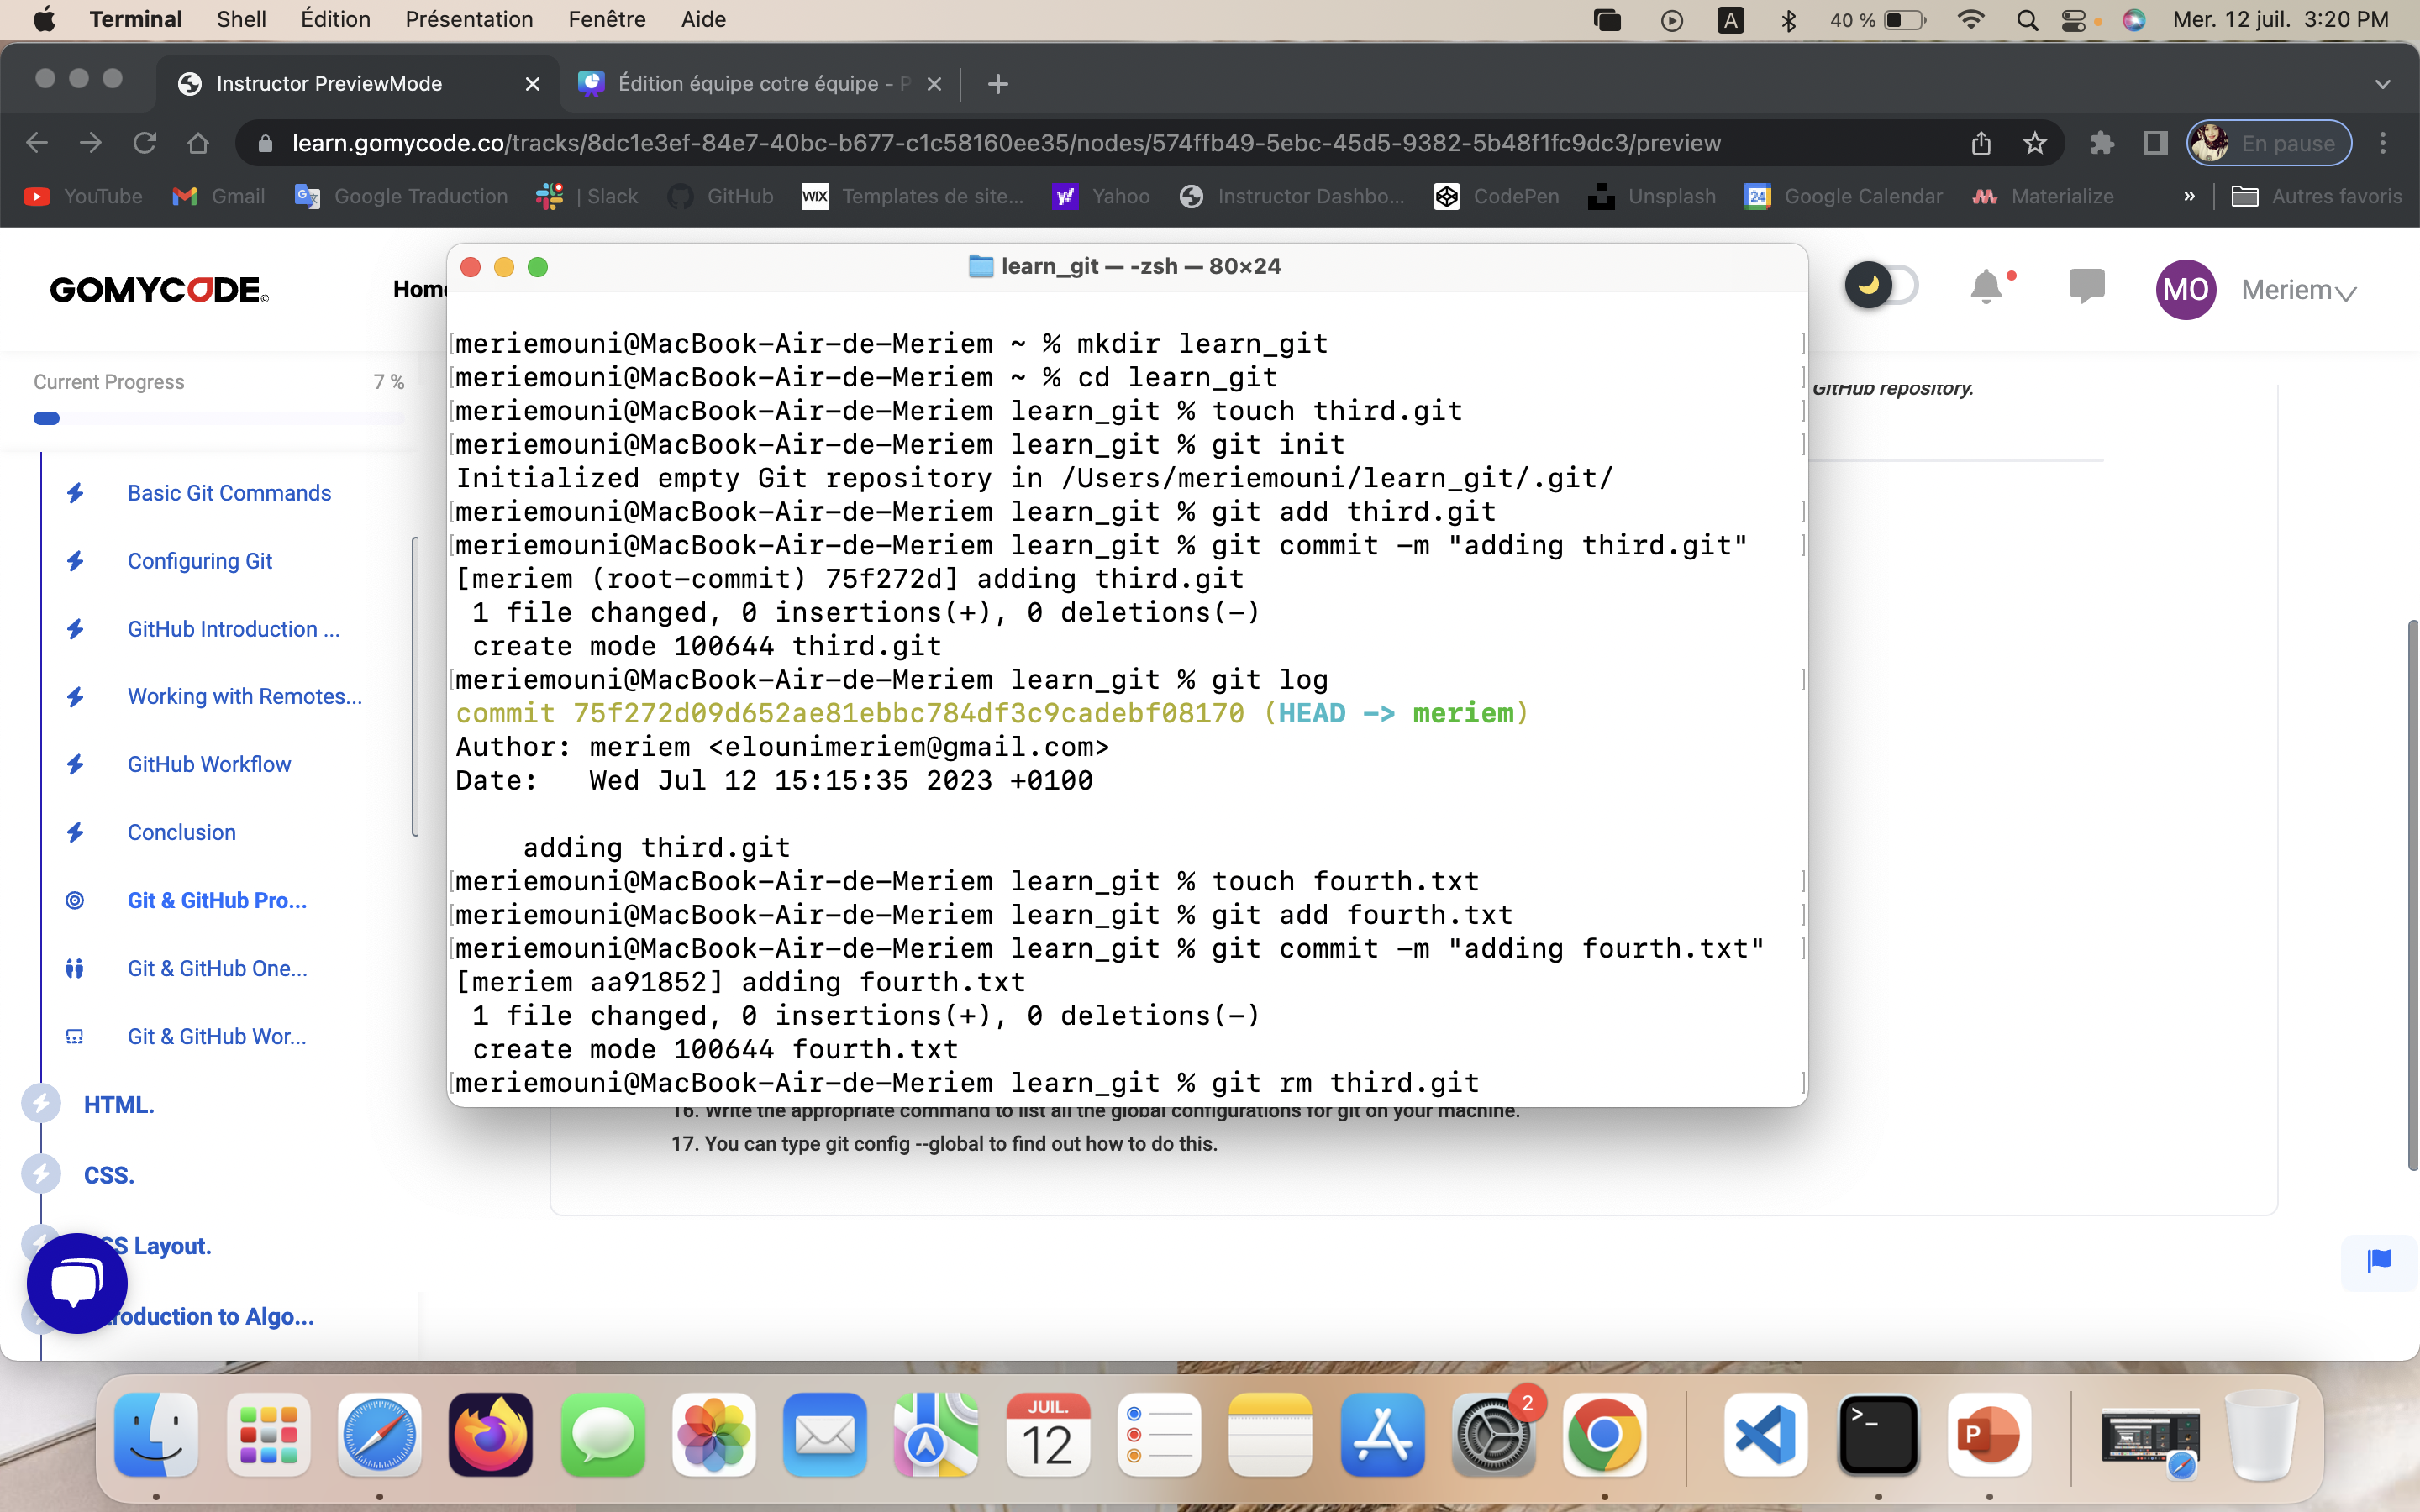 Terminal Shell Édition Présentation Fenêtre Aide A 40 % Mer. 12 juil. 3:20 PM
Instructor PreviewMode Édition équipe cotre équipe - P
learn.gomycode.co/tracks/8dc1e3ef-84e7-40bc-b677-c1c58160ee35/nodes/574ffb49-5ebc-45d5-9382-5b48f1fc9dc3/preview En pause
YouTube Gmail Google Traduction | Slack GitHub WIX Templates de site... Yahoo Instructor Dashbo... CodePen Unsplash 24 Google Calendar Materialize » Autres favoris
learn_git — -zsh — 80×24
GOMYCODE Home MO Meriem
meriemouni@MacBook-Air-de-Meriem ~ % mkdir learn_git
meriemouni@MacBook-Air-de-Meriem ~ % cd learn_git
meriemouni@MacBook-Air-de-Meriem learn_git % touch third.git
meriemouni@MacBook-Air-de-Meriem learn_git % git init
Initialized empty Git repository in /Users/meriemouni/learn_git/.git/
meriemouni@MacBook-Air-de-Meriem learn_git % git add third.git
meriemouni@MacBook-Air-de-Meriem learn_git % git commit -m "adding third.git"
[meriem (root-commit) 75f272d] adding third.git
1 file changed, 0 insertions(+), 0 deletions(-)
create mode 100644 third.git
meriemouni@MacBook-Air-de-Meriem learn_git % git log
commit 75f272d09d652ae81ebbc784df3c9cadebf08170 (HEAD -> meriem)
Author: meriem <elounimeriem@gmail.com>
Date: Wed Jul 12 15:15:35 2023 +0100
adding third.git
meriemouni@MacBook-Air-de-Meriem learn_git % touch fourth.txt
meriemouni@MacBook-Air-de-Meriem learn_git % git add fourth.txt
meriemouni@MacBook-Air-de-Meriem learn_git % git commit -m "adding fourth.txt"
[meriem aa91852] adding fourth.txt
1 file changed, 0 insertions(+), 0 deletions(-)
create mode 100644 fourth.txt
meriemouni@MacBook-Air-de-Meriem learn_git % git rm third.git
GitHub repository.
16. Write the appropriate command to list all the global configurations for git on your machine.
17. You can type git config --global to find out how to do this.
Current Progress 7 %
Basic Git Commands
Configuring Git
GitHub Introduction ...
Working with Remotes...
GitHub Workflow
Conclusion
Git & GitHub Pro...
Git & GitHub One...
Git & GitHub Wor...
HTML.
CSS.
SS Layout.
roduction to Algo...
JUIL.
12
2
>_
P